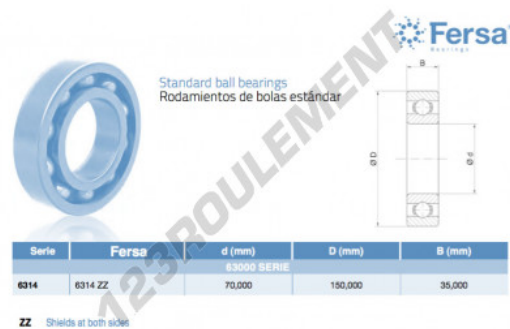 Fersa
Bearings
Standard ball bearings
Rodamientos de bolas estándar
B
Ø D
Ø d
Serie Fersa d (mm) D (mm) B (mm)
63000 SERIE
6314 6314 ZZ 70,000 150,000 35,000
ZZ Shields at both sides
123ROULEMENT